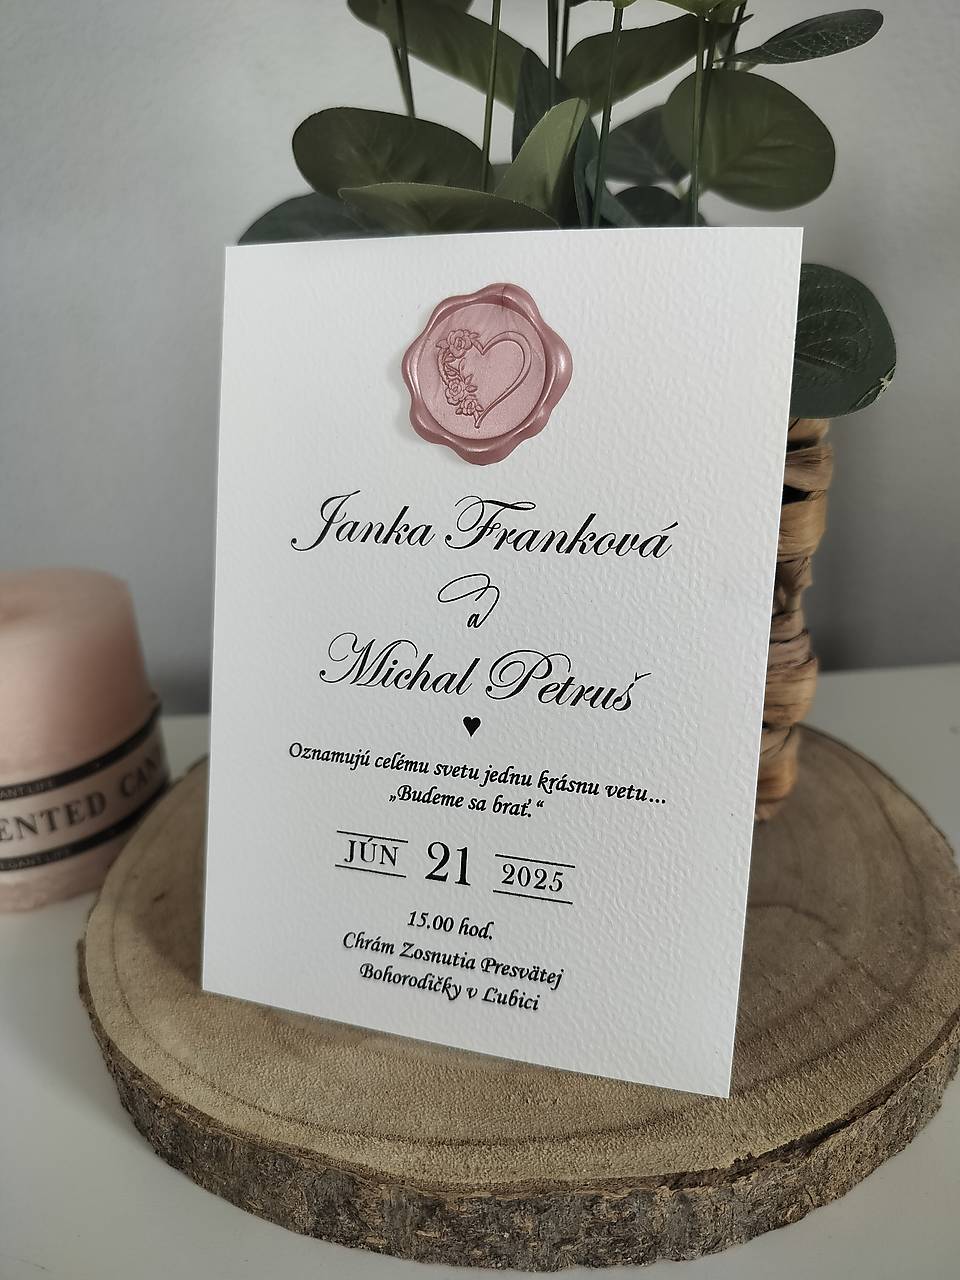 Janka Franková
a
Michal Petruš
Oznamujú celému svetu jednu krásnu vetu...
„Budeme sa brať.“
JÚN 21 2025
15.00 hod.
Chrám Zosnutia Presvätej
Bohorodičky v Ľubici
ENTED CAN